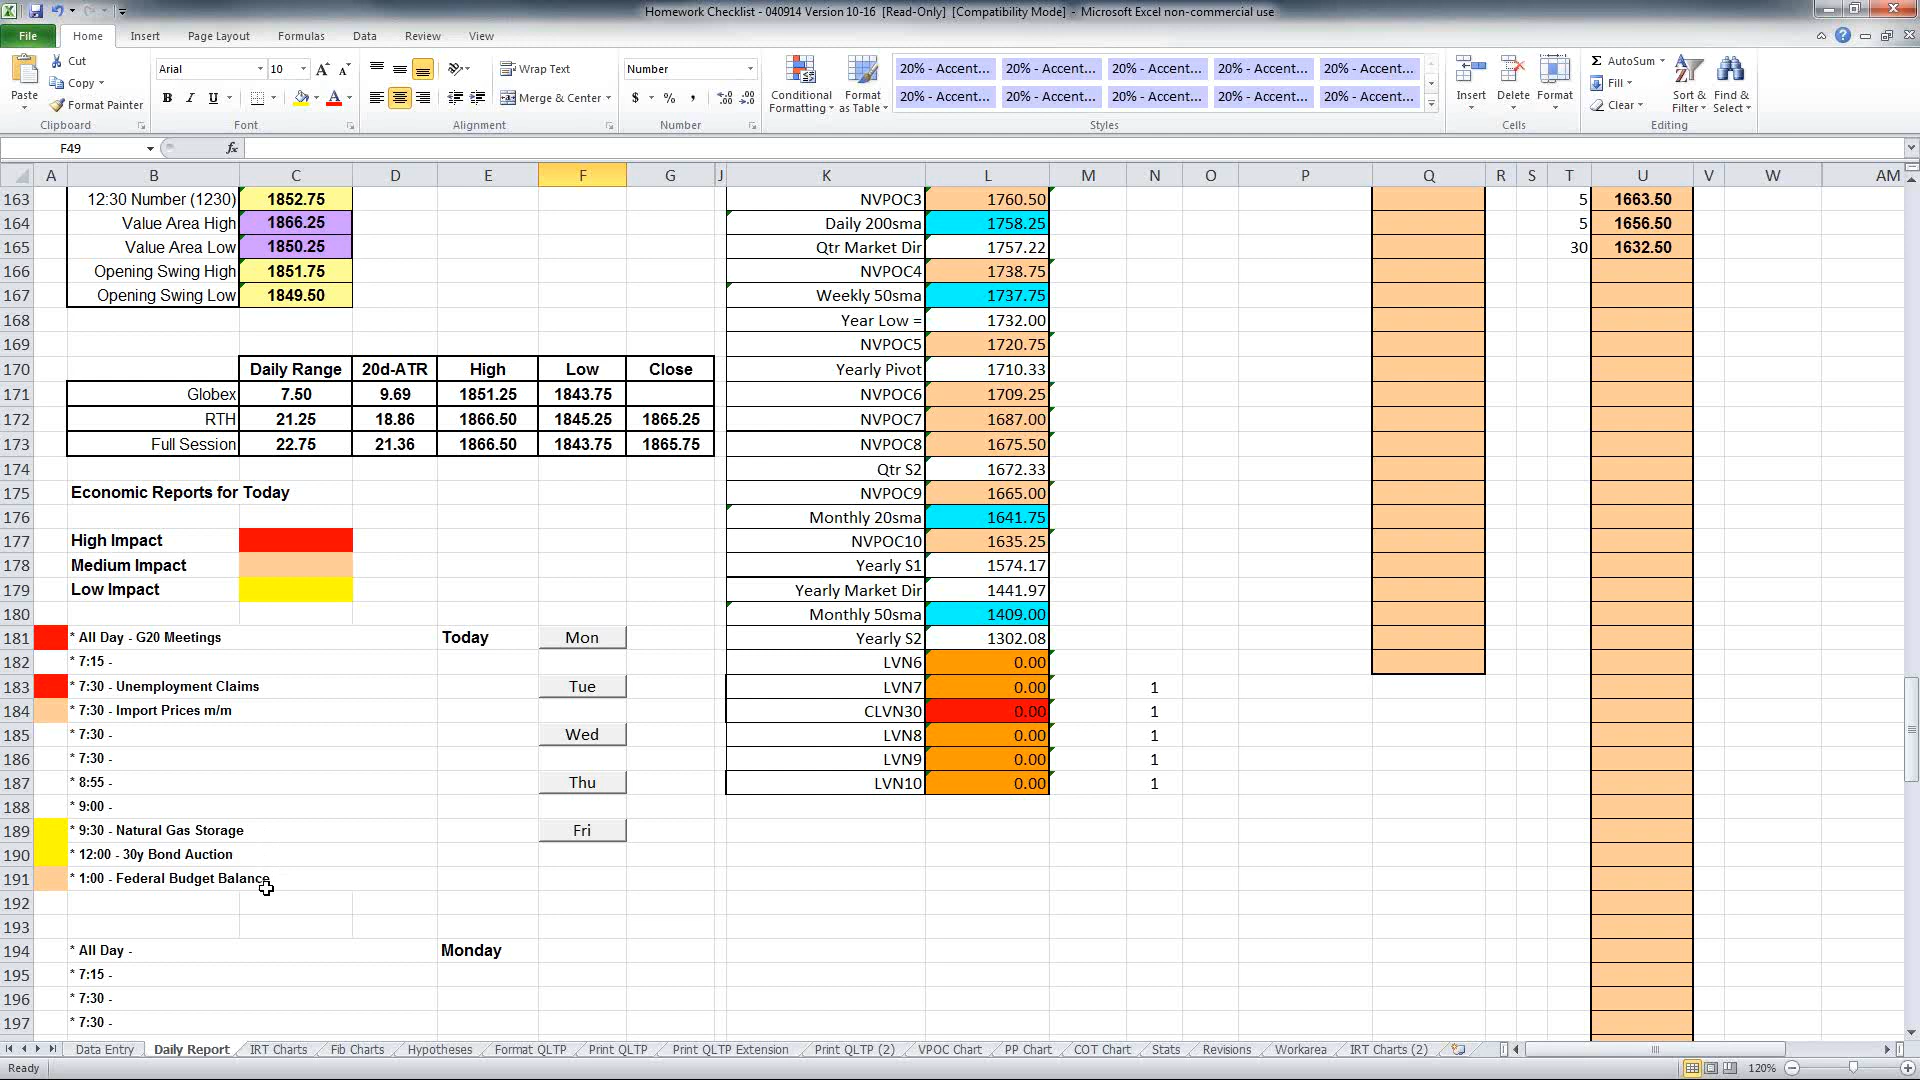 Homework Checklist - 040914 Version 10-16 [Read-Only] [Compatibility Mode] - Microsoft Excel non-commercial use
File Home Insert Page Layout Formulas Data Review View
Paste Cut Copy Format Painter Clipboard
Arial 10 B I U Font
Wrap Text Merge & Center Alignment
Number $ % , Number
Conditional Formatting Format as Table
20% - Accent... 20% - Accent... 20% - Accent... 20% - Accent... 20% - Accent...
20% - Accent... 20% - Accent... 20% - Accent... 20% - Accent... 20% - Accent...
Styles
Insert Delete Format Cells
AutoSum Fill Clear Sort & Filter Find & Select Editing
F49 fx
A B C D E F G J K L M N O P Q R S T U V W AM
163 12:30 Number (1230) 1852.75 NVPOC3 1760.50 5 1663.50
164 Value Area High 1866.25 Daily 200sma 1758.25 5 1656.50
165 Value Area Low 1850.25 Qtr Market Dir 1757.22 30 1632.50
166 Opening Swing High 1851.75 NVPOC4 1738.75
167 Opening Swing Low 1849.50 Weekly 50sma 1737.75
168 Year Low = 1732.00
169 NVPOC5 1720.75
170 Daily Range 20d-ATR High Low Close Yearly Pivot 1710.33
171 Globex 7.50 9.69 1851.25 1843.75 NVPOC6 1709.25
172 RTH 21.25 18.86 1866.50 1845.25 1865.25 NVPOC7 1687.00
173 Full Session 22.75 21.36 1866.50 1843.75 1865.75 NVPOC8 1675.50
174 Qtr S2 1672.33
175 Economic Reports for Today NVPOC9 1665.00
176 Monthly 20sma 1641.75
177 High Impact NVPOC10 1635.25
178 Medium Impact Yearly S1 1574.17
179 Low Impact Yearly Market Dir 1441.97
180 Monthly 50sma 1409.00
181 * All Day - G20 Meetings Today Mon Yearly S2 1302.08
182 * 7:15 - LVN6 0.00
183 * 7:30 - Unemployment Claims Tue LVN7 0.00 1
184 * 7:30 - Import Prices m/m CLVN30 0.00 1
185 * 7:30 - Wed LVN8 0.00 1
186 * 7:30 - LVN9 0.00 1
187 * 8:55 - Thu LVN10 0.00 1
188 * 9:00 -
189 * 9:30 - Natural Gas Storage Fri
190 * 12:00 - 30y Bond Auction
191 * 1:00 - Federal Budget Balance
192
193
194 * All Day - Monday
195 * 7:15 -
196 * 7:30 -
197 * 7:30 -
Data Entry Daily Report IRT Charts Fib Charts Hypotheses Format QLTP Print QLTP Print QLTP Extension Print QLTP (2) VPOC Chart PP Chart COT Chart Stats Revisions Workarea IRT Charts (2)
Ready 120%